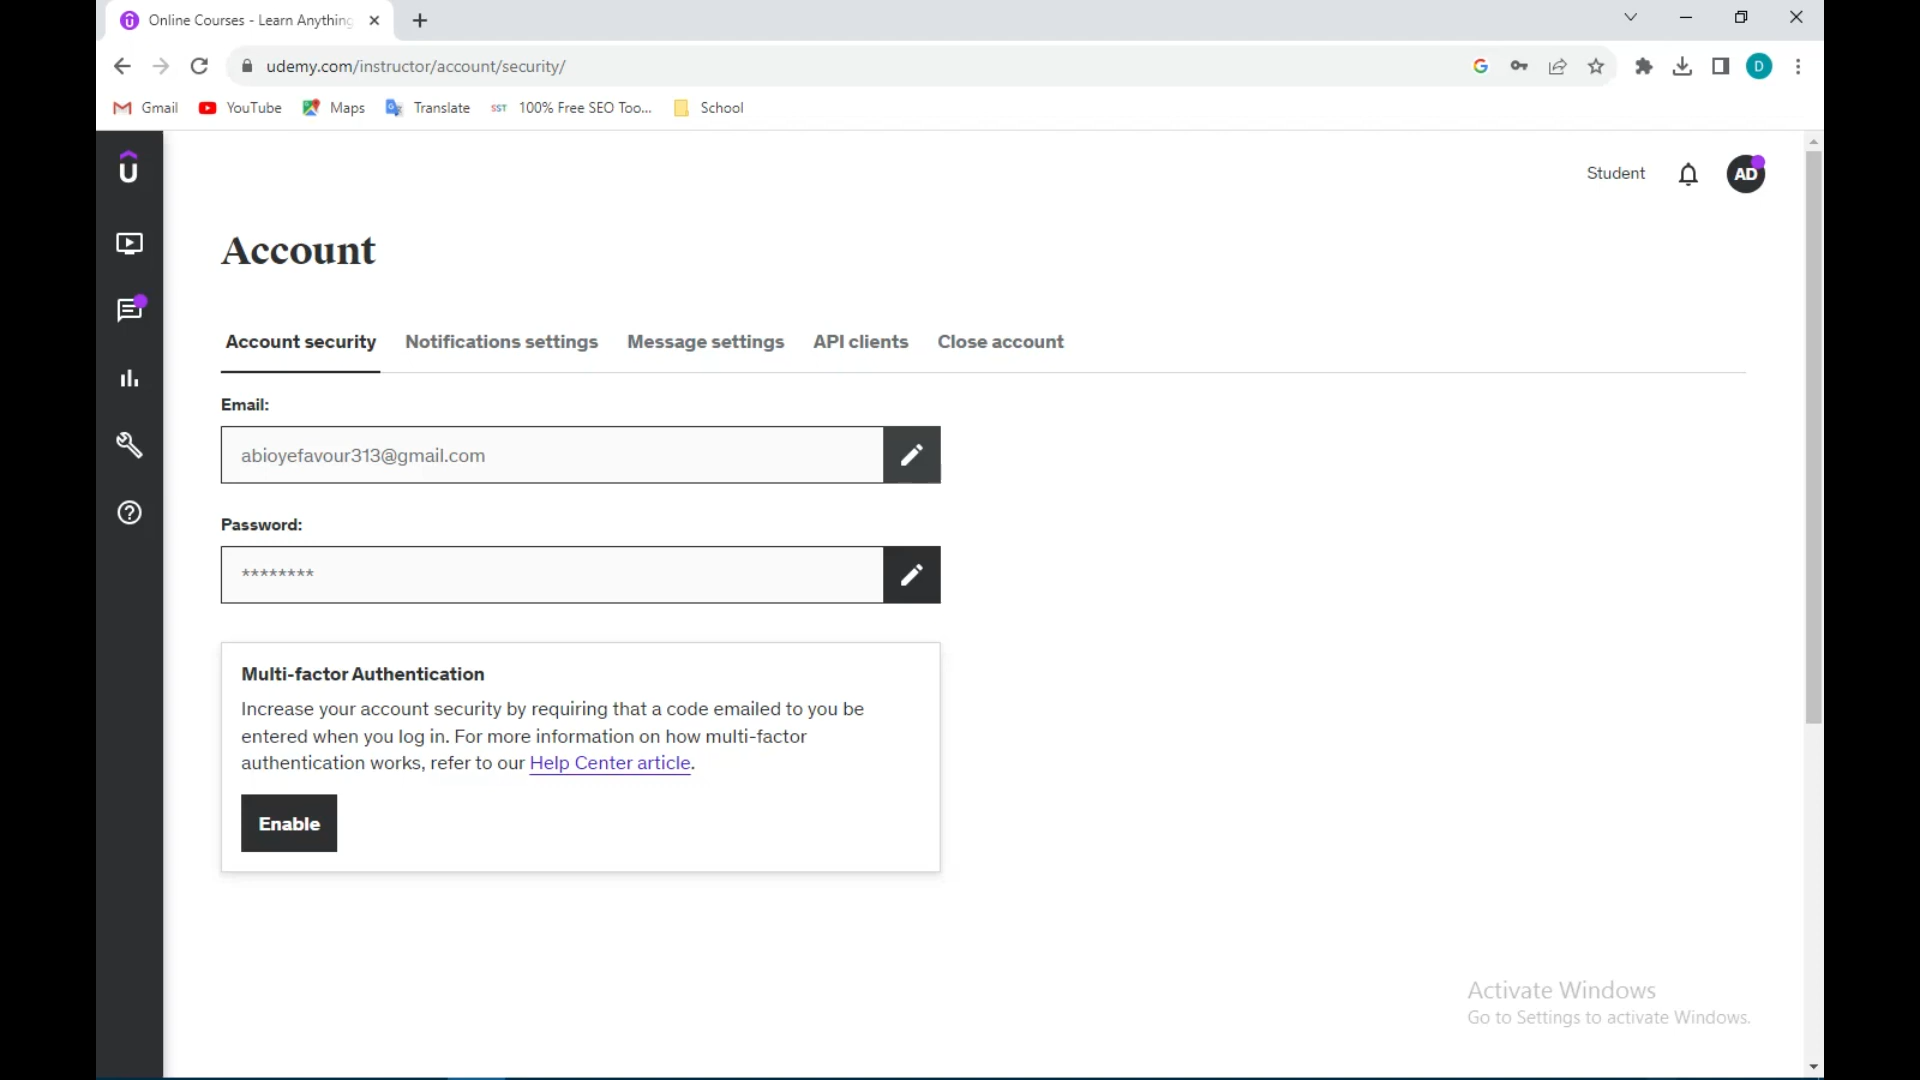 Online Courses - Learn Anything
udemy.com/instructor/account/security/
D
Gmail
YouTube
Maps
Translate
SST
100% Free SEO Too...
School
Student
AD
Account
Account security
Notifications settings
Message settings
API clients
Close account
Email:
abioyefavour313@gmail.com
Password:
********
Multi-factor Authentication
Increase your account security by requiring that a code emailed to you be
entered when you log in. For more information on how multi-factor
authentication works, refer to our Help Center article.
Enable
Activate Windows
Go to Settings to activate Windows.